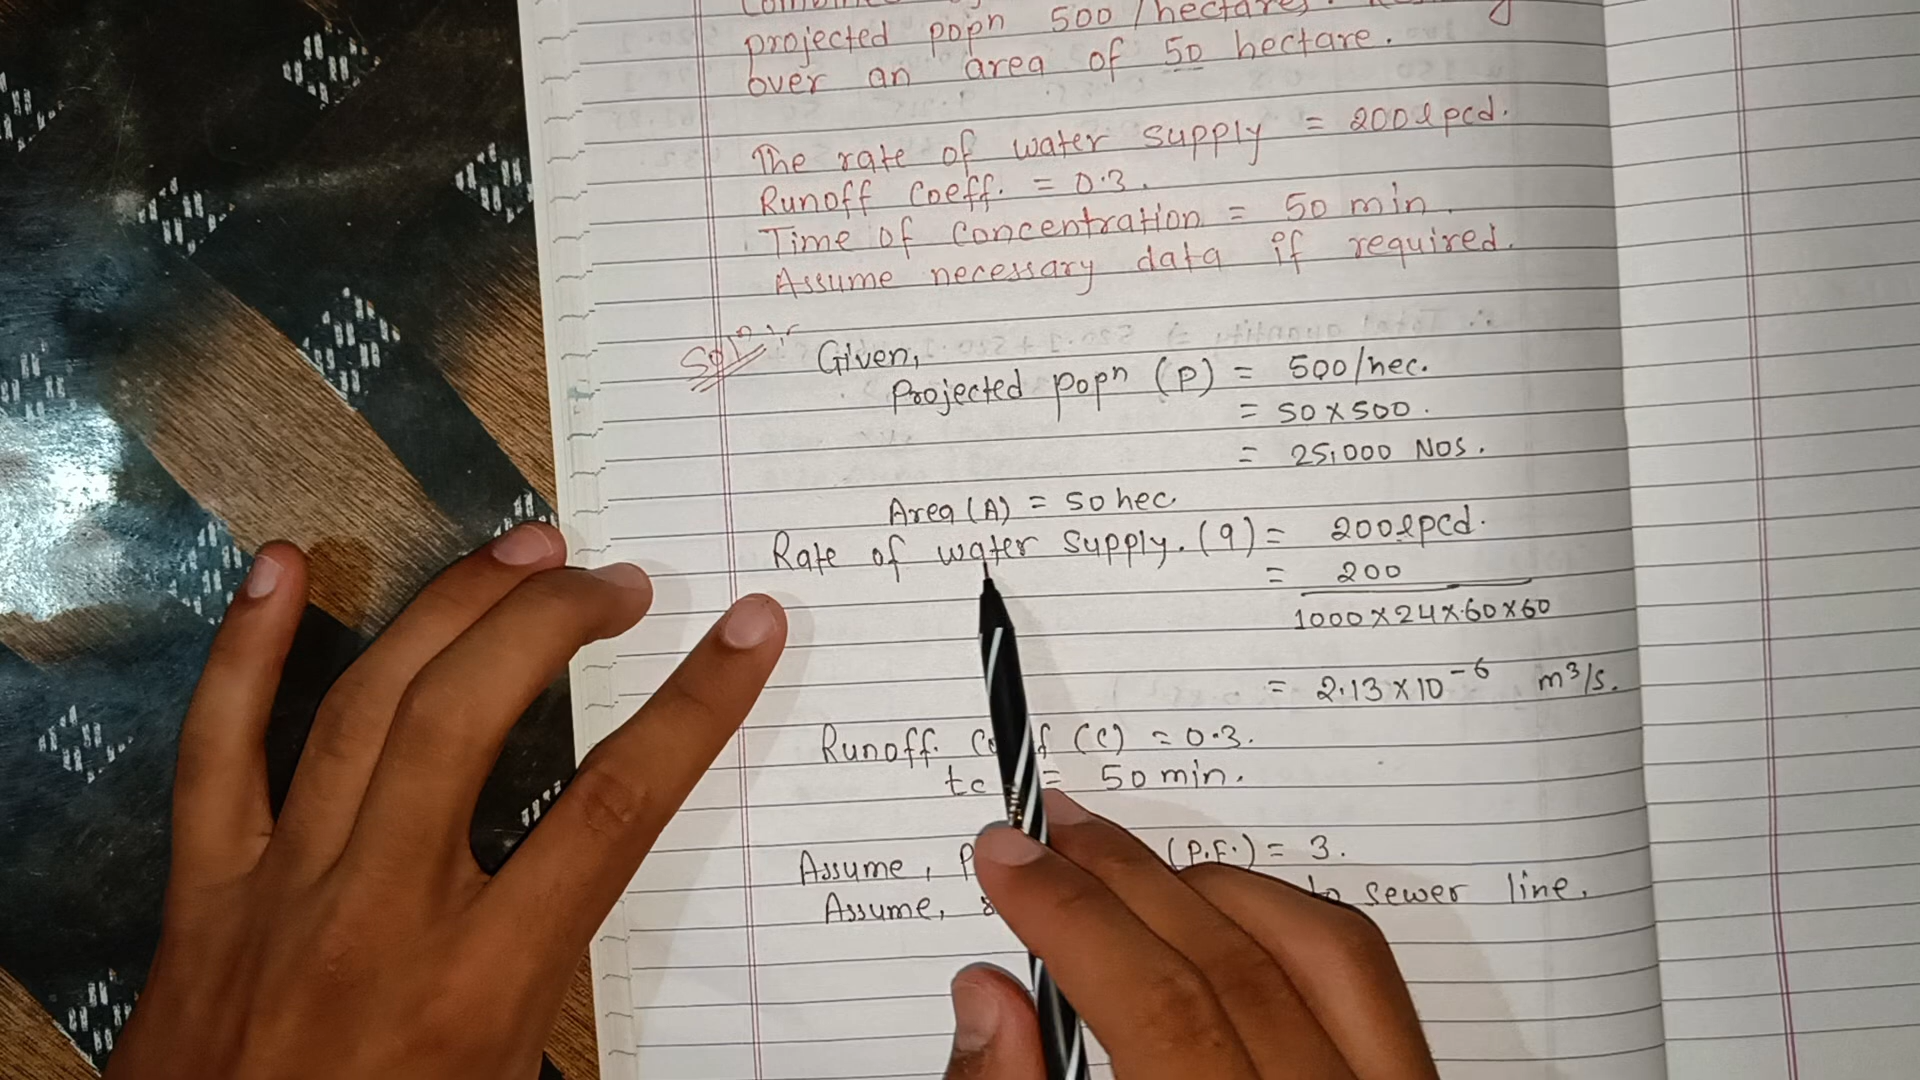 projected popn 500 / hectares.
over an area of 50 hectare.
The rate of water supply = 200 lpcd.
Runoff Coeff. = 0.3.
Time of Concentration = 50 min.
Assume necessary data if required.
Soln:-
Given,
Projected popn (P) = 500/hec.
= 50 x 500.
= 25,000 Nos.
Area (A) = 50 hec.
Rate of water supply. (q) = 200 lpcd.
= 200
1000 x 24 x 60 x 60
= 2.13 x 10^-6 m³/s.
Runoff. (c) = 0.3.
tc = 50 min.
Assume, (P.F.) = 3.
Assume, to sewer line.